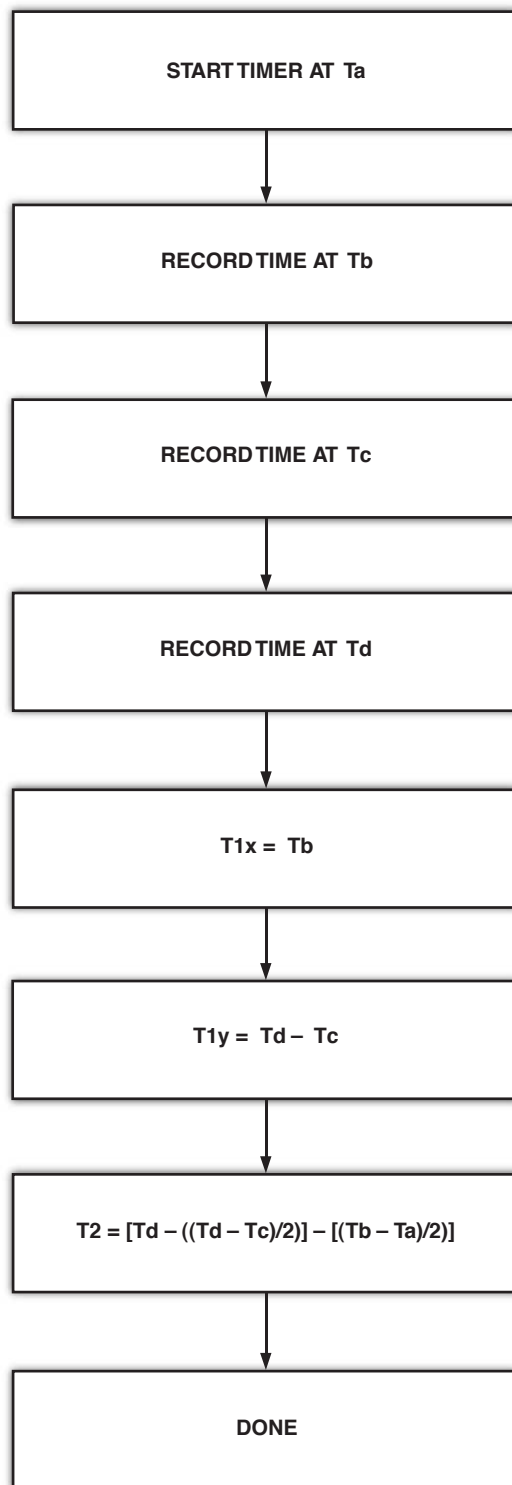 START TIMER AT Ta
RECORD TIME AT Tb
RECORD TIME AT Tc
RECORD TIME AT Td
T1x = Tb
T1y = Td – Tc
T2 = [Td – ((Td – Tc)/2)] – [(Tb – Ta)/2)]
DONE